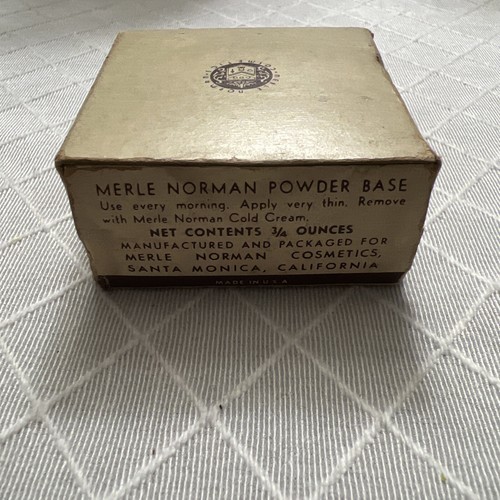 MERLE NORMAN POWDER BASE
Use every morning. Apply very thin. Remove
with Merle Norman Cold Cream.
NET CONTENTS 3/4 OUNCES
MANUFACTURED AND PACKAGED FOR
MERLE NORMAN COSMETICS,
SANTA MONICA, CALIFORNIA
MADE IN U.S.A